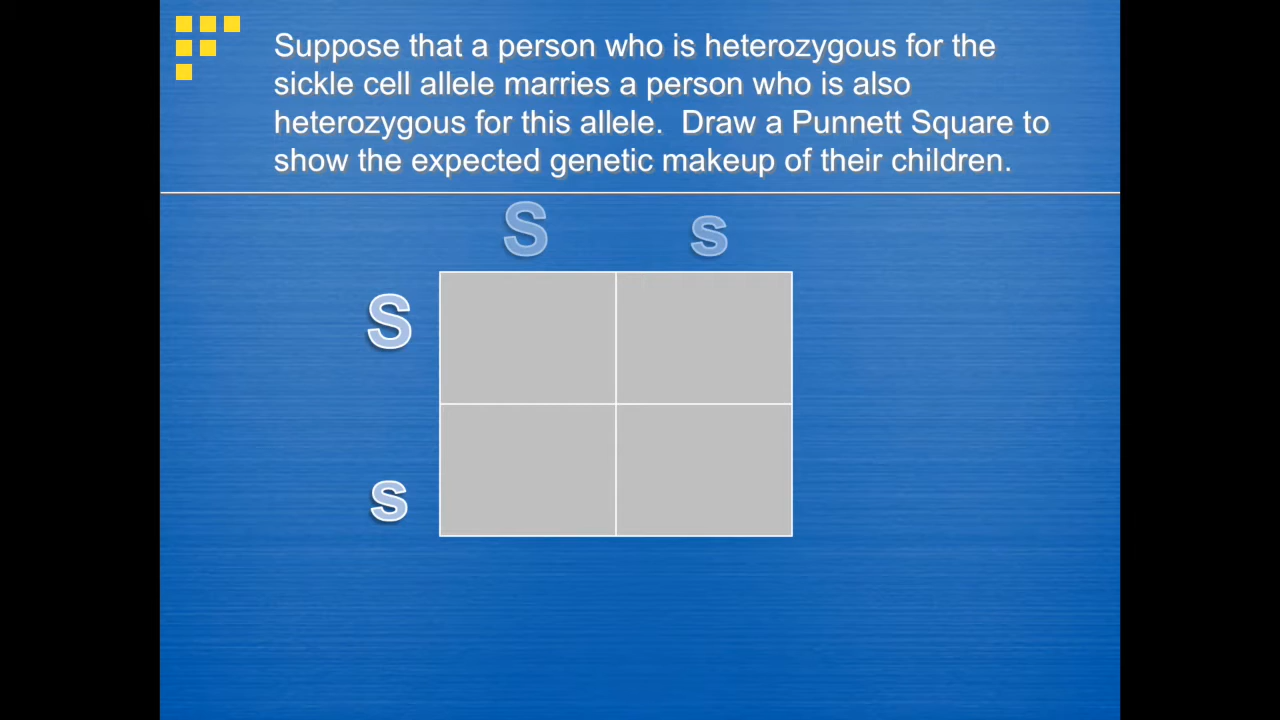 Suppose that a person who is heterozygous for the
sickle cell allele marries a person who is also
heterozygous for this allele.  Draw a Punnett Square to
show the expected genetic makeup of their children.
S s
S
s